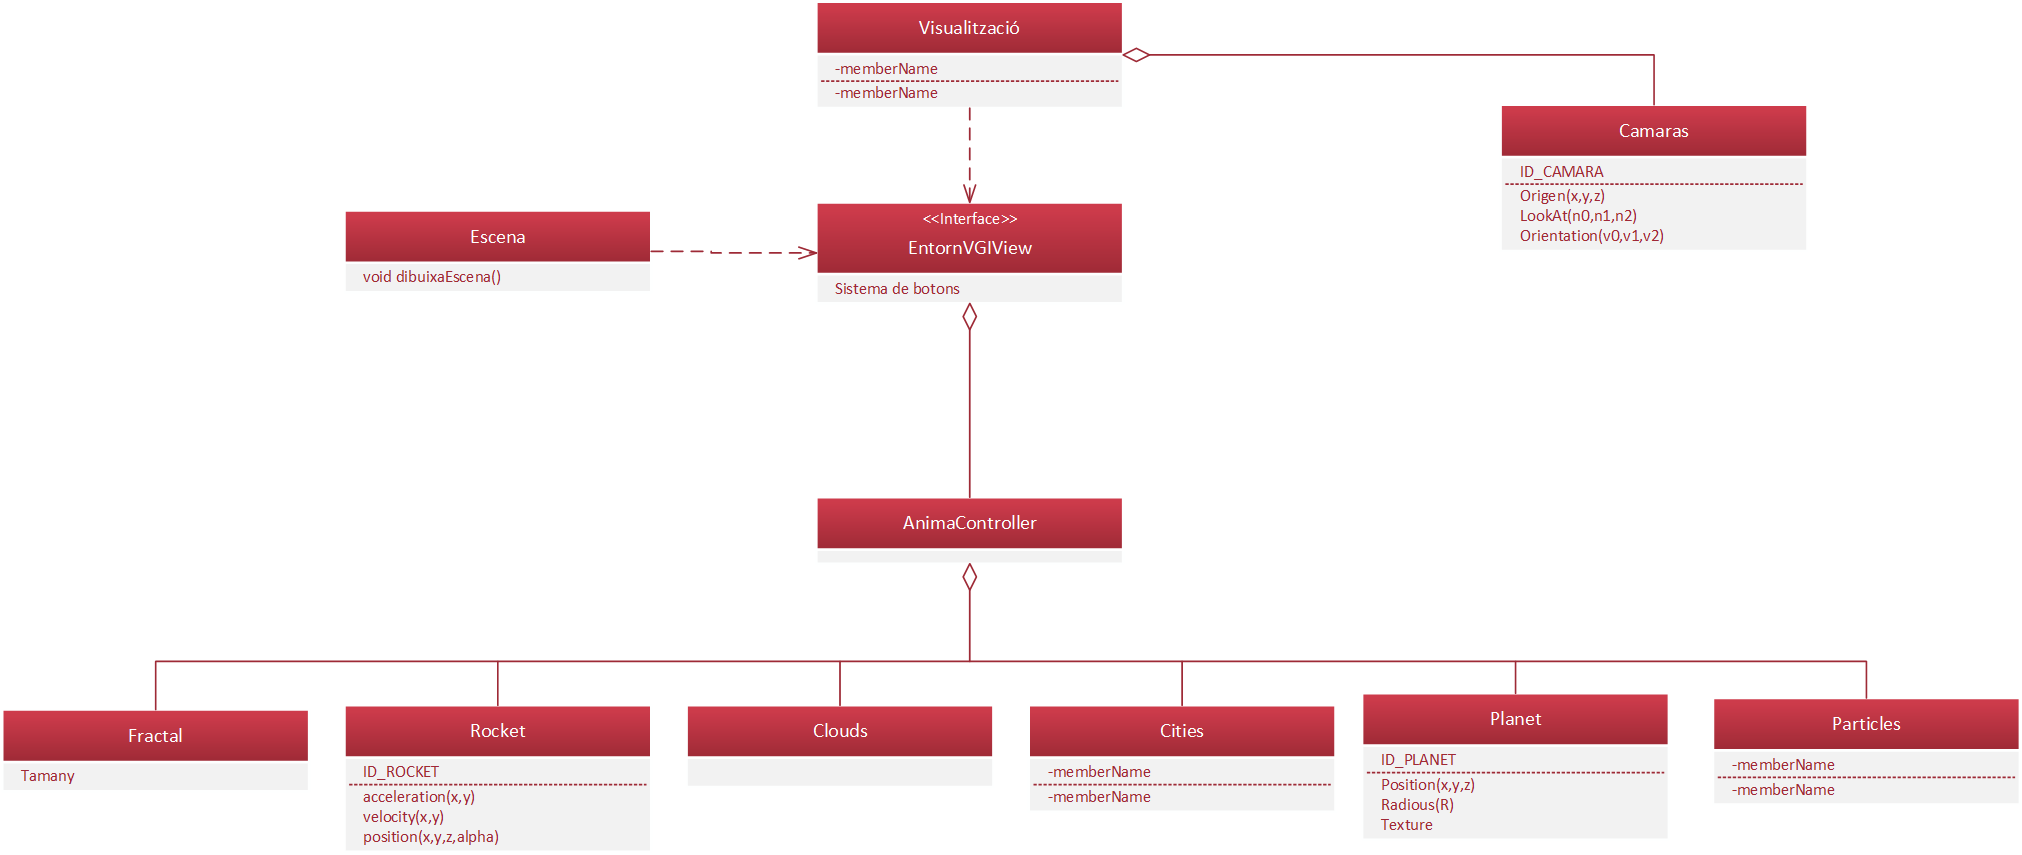 Visualització
-memberName
-memberName
Camaras
ID_CAMARA
Origen(x,y,z)
LookAt(n0,n1,n2)
Orientation(v0,v1,v2)
Escena
void dibuixaEscena()
<<Interface>>
EntornVGIView
Sistema de botons
AnimaController
Fractal
Tamany
Rocket
ID_ROCKET
acceleration(x,y)
velocity(x,y)
position(x,y,z,alpha)
Clouds
Cities
-memberName
-memberName
Planet
ID_PLANET
Position(x,y,z)
Radious(R)
Texture
Particles
-memberName
-memberName